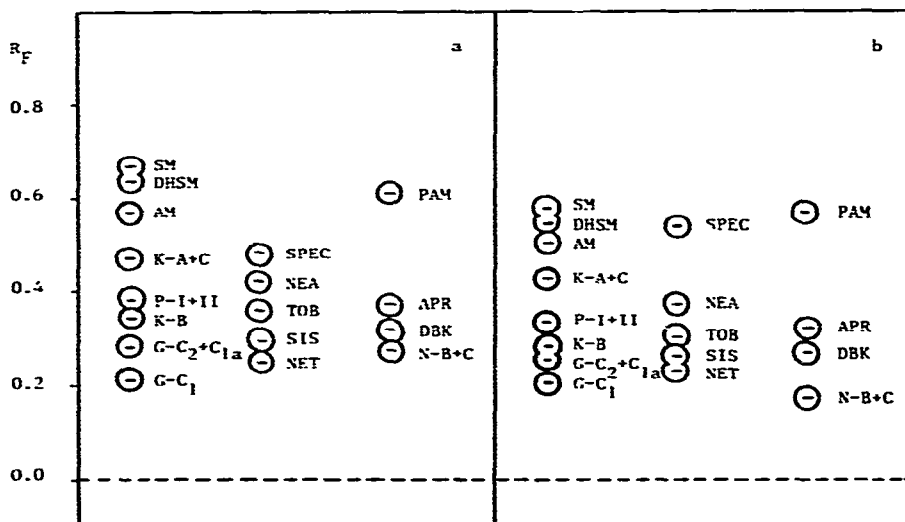 a
b
R_F
0.8
0.6
0.4
0.2
0.0
SM
DHSM
AM
K-A+C
P-I+II
K-B
G-C₂+C₁ₐ
G-C₁
SPEC
NEA
TOB
SIS
NET
PAM
APR
DBK
N-B+C
SM
DHSM
AM
K-A+C
P-I+II
K-B
G-C₂+C₁ₐ
G-C₁
SPEC
NEA
TOB
SIS
NET
PAM
APR
DBK
N-B+C